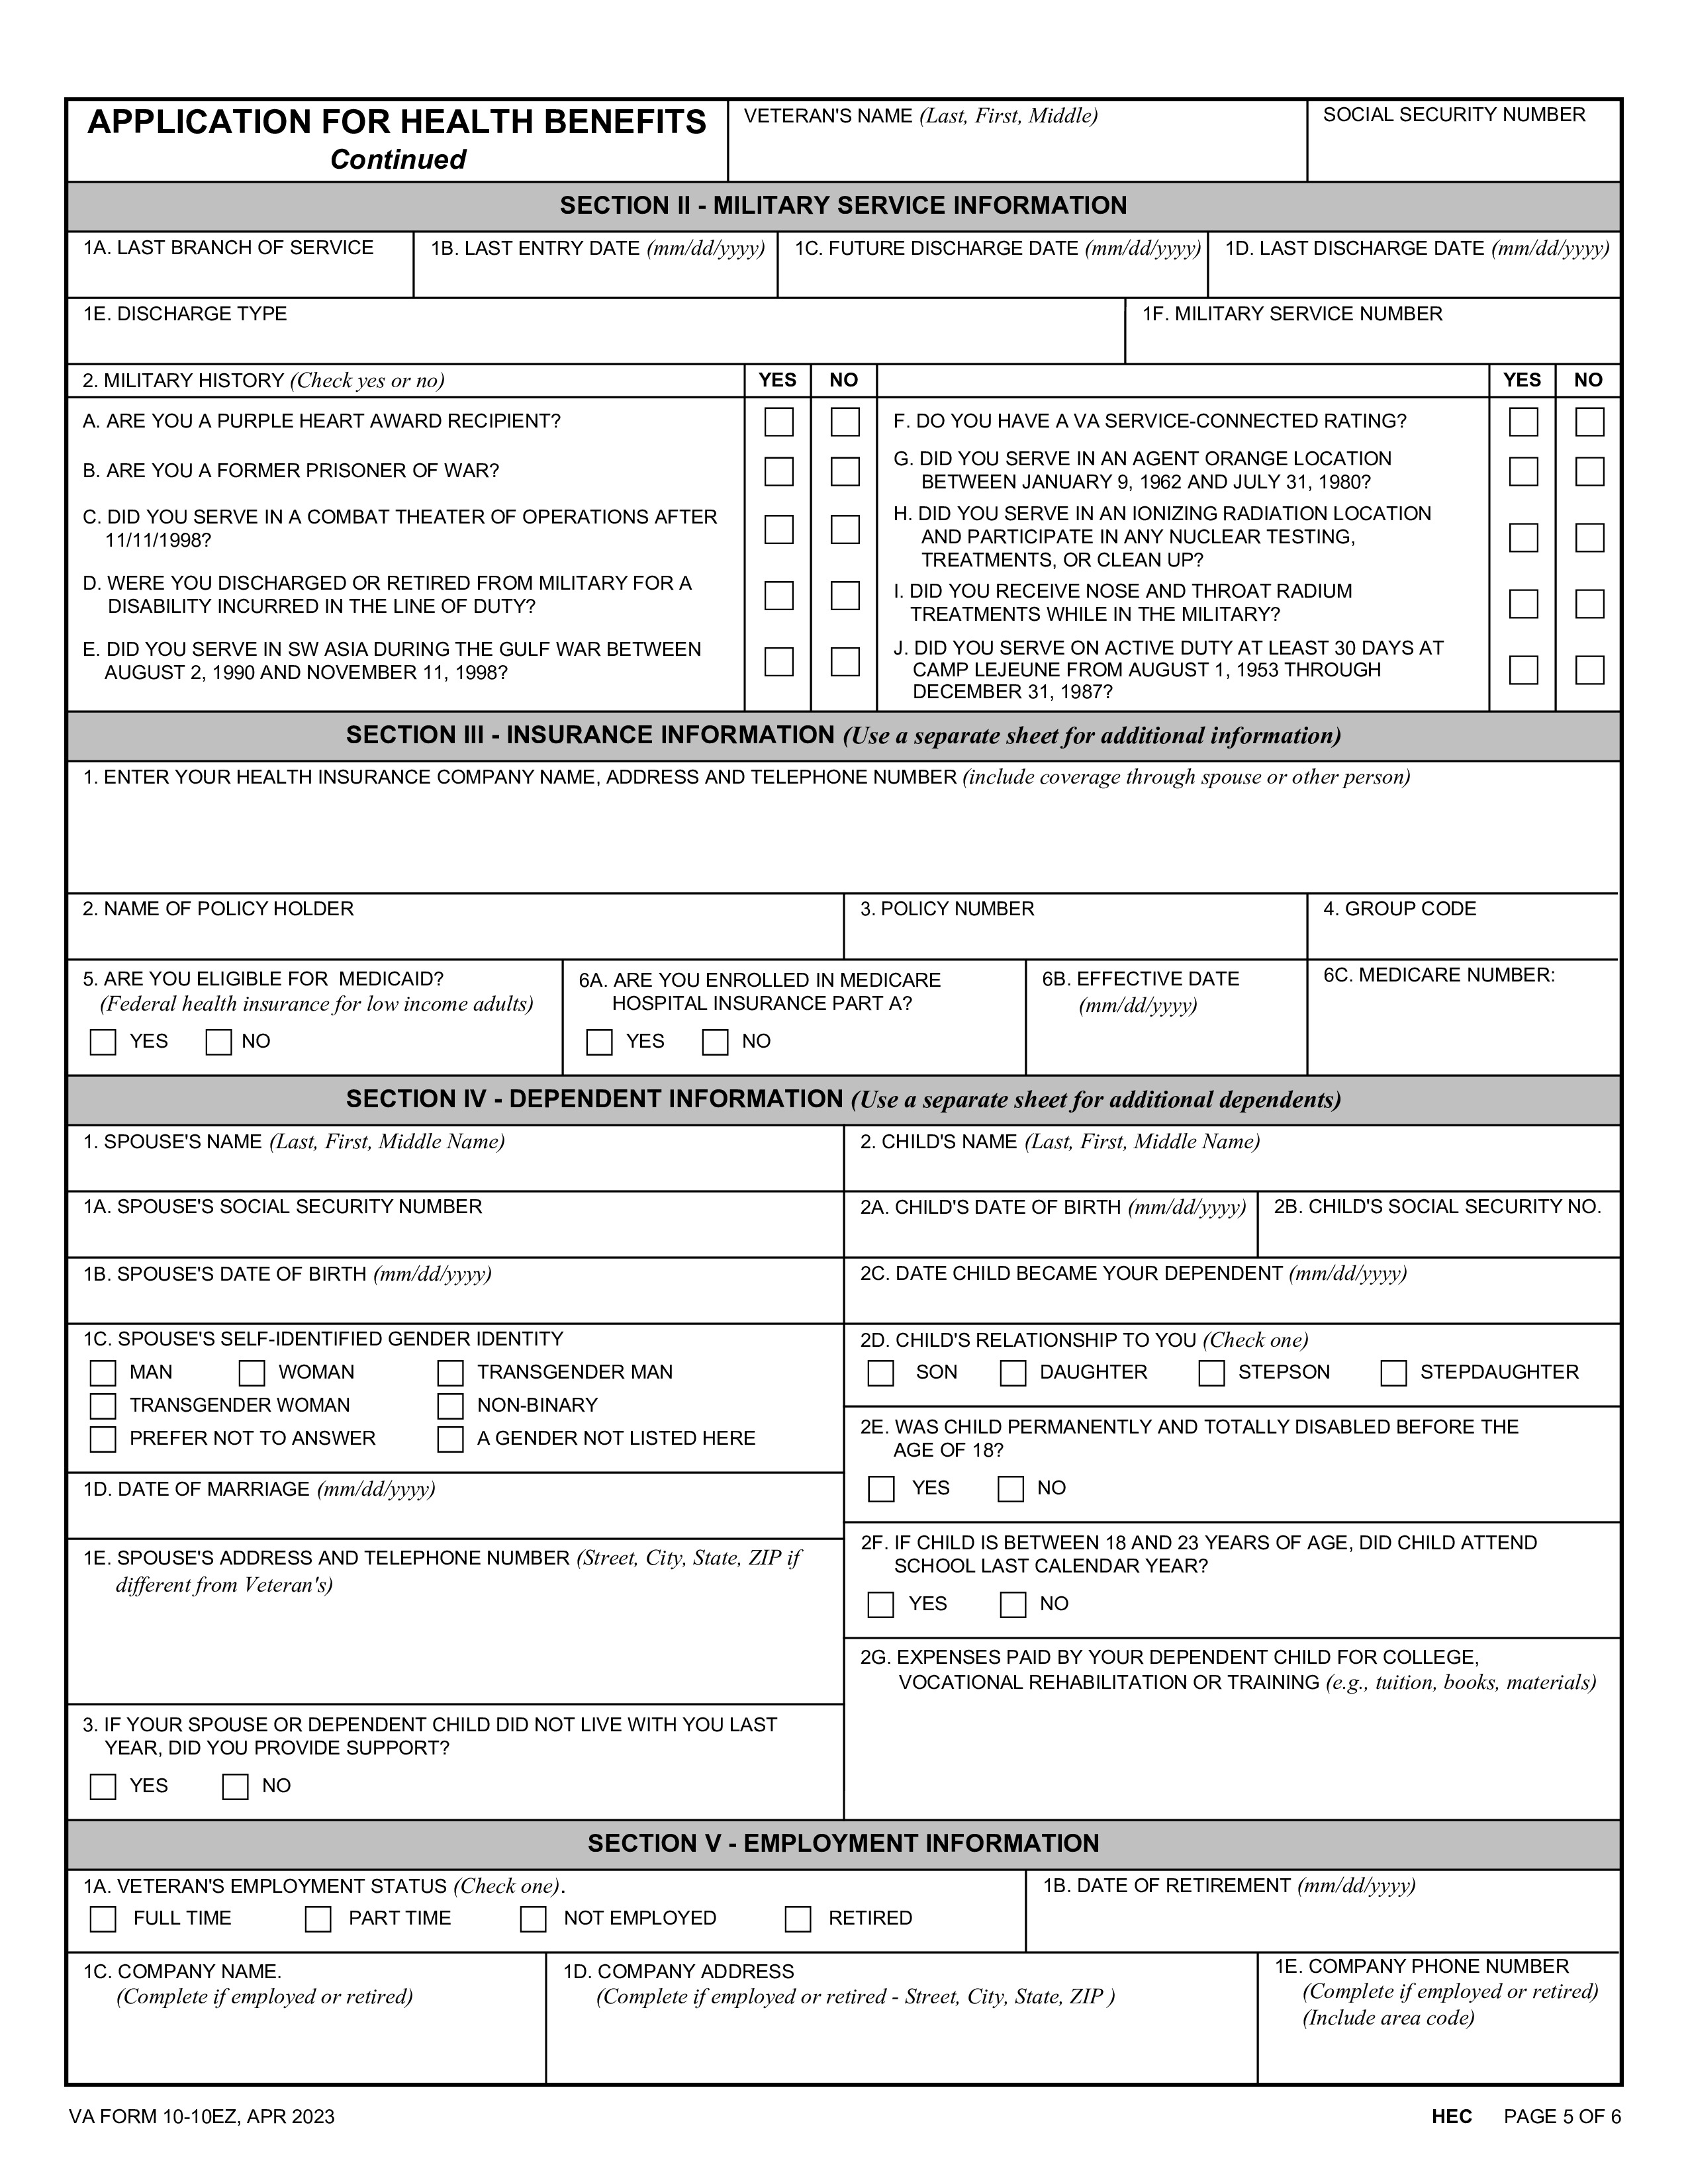 APPLICATION FOR HEALTH BENEFITS
Continued
VETERAN'S NAME (Last, First, Middle)
SOCIAL SECURITY NUMBER
SECTION II - MILITARY SERVICE INFORMATION
1A. LAST BRANCH OF SERVICE
1B. LAST ENTRY DATE (mm/dd/yyyy)
1C. FUTURE DISCHARGE DATE (mm/dd/yyyy)
1D. LAST DISCHARGE DATE (mm/dd/yyyy)
1E. DISCHARGE TYPE
1F. MILITARY SERVICE NUMBER
2. MILITARY HISTORY (Check yes or no)
YES
NO
YES
NO
A. ARE YOU A PURPLE HEART AWARD RECIPIENT?
B. ARE YOU A FORMER PRISONER OF WAR?
C. DID YOU SERVE IN A COMBAT THEATER OF OPERATIONS AFTER
11/11/1998?
D. WERE YOU DISCHARGED OR RETIRED FROM MILITARY FOR A
DISABILITY INCURRED IN THE LINE OF DUTY?
E. DID YOU SERVE IN SW ASIA DURING THE GULF WAR BETWEEN
AUGUST 2, 1990 AND NOVEMBER 11, 1998?
F. DO YOU HAVE A VA SERVICE-CONNECTED RATING?
G. DID YOU SERVE IN AN AGENT ORANGE LOCATION
BETWEEN JANUARY 9, 1962 AND JULY 31, 1980?
H. DID YOU SERVE IN AN IONIZING RADIATION LOCATION
AND PARTICIPATE IN ANY NUCLEAR TESTING,
TREATMENTS, OR CLEAN UP?
I. DID YOU RECEIVE NOSE AND THROAT RADIUM
TREATMENTS WHILE IN THE MILITARY?
J. DID YOU SERVE ON ACTIVE DUTY AT LEAST 30 DAYS AT
CAMP LEJEUNE FROM AUGUST 1, 1953 THROUGH
DECEMBER 31, 1987?
SECTION III - INSURANCE INFORMATION (Use a separate sheet for additional information)
1. ENTER YOUR HEALTH INSURANCE COMPANY NAME, ADDRESS AND TELEPHONE NUMBER (include coverage through spouse or other person)
2. NAME OF POLICY HOLDER
3. POLICY NUMBER
4. GROUP CODE
5. ARE YOU ELIGIBLE FOR MEDICAID?
(Federal health insurance for low income adults)
YES NO
6A. ARE YOU ENROLLED IN MEDICARE
HOSPITAL INSURANCE PART A?
YES NO
6B. EFFECTIVE DATE
(mm/dd/yyyy)
6C. MEDICARE NUMBER:
SECTION IV - DEPENDENT INFORMATION (Use a separate sheet for additional dependents)
1. SPOUSE'S NAME (Last, First, Middle Name)
1A. SPOUSE'S SOCIAL SECURITY NUMBER
1B. SPOUSE'S DATE OF BIRTH (mm/dd/yyyy)
1C. SPOUSE'S SELF-IDENTIFIED GENDER IDENTITY
MAN WOMAN TRANSGENDER MAN
TRANSGENDER WOMAN NON-BINARY
PREFER NOT TO ANSWER A GENDER NOT LISTED HERE
1D. DATE OF MARRIAGE (mm/dd/yyyy)
1E. SPOUSE'S ADDRESS AND TELEPHONE NUMBER (Street, City, State, ZIP if
different from Veteran's)
3. IF YOUR SPOUSE OR DEPENDENT CHILD DID NOT LIVE WITH YOU LAST
YEAR, DID YOU PROVIDE SUPPORT?
YES NO
2. CHILD'S NAME (Last, First, Middle Name)
2A. CHILD'S DATE OF BIRTH (mm/dd/yyyy)
2B. CHILD'S SOCIAL SECURITY NO.
2C. DATE CHILD BECAME YOUR DEPENDENT (mm/dd/yyyy)
2D. CHILD'S RELATIONSHIP TO YOU (Check one)
SON DAUGHTER STEPSON STEPDAUGHTER
2E. WAS CHILD PERMANENTLY AND TOTALLY DISABLED BEFORE THE
AGE OF 18?
YES NO
2F. IF CHILD IS BETWEEN 18 AND 23 YEARS OF AGE, DID CHILD ATTEND
SCHOOL LAST CALENDAR YEAR?
YES NO
2G. EXPENSES PAID BY YOUR DEPENDENT CHILD FOR COLLEGE,
VOCATIONAL REHABILITATION OR TRAINING (e.g., tuition, books, materials)
SECTION V - EMPLOYMENT INFORMATION
1A. VETERAN'S EMPLOYMENT STATUS (Check one).
FULL TIME PART TIME NOT EMPLOYED RETIRED
1B. DATE OF RETIREMENT (mm/dd/yyyy)
1C. COMPANY NAME.
(Complete if employed or retired)
1D. COMPANY ADDRESS
(Complete if employed or retired - Street, City, State, ZIP )
1E. COMPANY PHONE NUMBER
(Complete if employed or retired)
(Include area code)
VA FORM 10-10EZ, APR 2023
HEC PAGE 5 OF 6